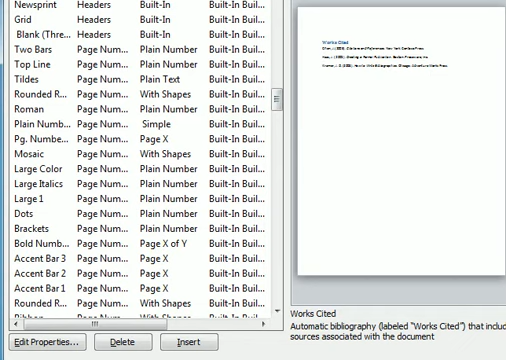 Newsprint Headers Built-In Built-In Buil...
Grid Headers Built-In Built-In Buil...
Blank (Thre... Headers Built-In Built-In Buil...
Two Bars Page Num... Plain Number Built-In Buil...
Top Line Page Num... Plain Number Built-In Buil...
Tildes Page Num... Plain Text Built-In Buil...
Rounded R... Page Num... With Shapes Built-In Buil...
Roman Page Num... Plain Number Built-In Buil...
Plain Numb... Page Num... Simple Built-In Buil...
Pg. Numbe... Page Num... Page X Built-In Buil...
Mosaic Page Num... With Shapes Built-In Buil...
Large Color Page Num... Plain Number Built-In Buil...
Large Italics Page Num... Plain Number Built-In Buil...
Large 1 Page Num... Plain Number Built-In Buil...
Dots Page Num... Plain Number Built-In Buil...
Brackets Page Num... Plain Number Built-In Buil...
Bold Numb... Page Num... Page X of Y Built-In Buil...
Accent Bar 3 Page Num... Page X Built-In Buil...
Accent Bar 2 Page Num... Page X Built-In Buil...
Accent Bar 1 Page Num... Page X Built-In Buil...
Rounded R... Page Num... With Shapes Built-In Buil...
Ribbon Page Num... With Shapes Built-In Buil...
Edit Properties... Delete Insert
Works Cited
Works Cited
Automatic bibliography (labeled "Works Cited") that includ
sources associated with the document